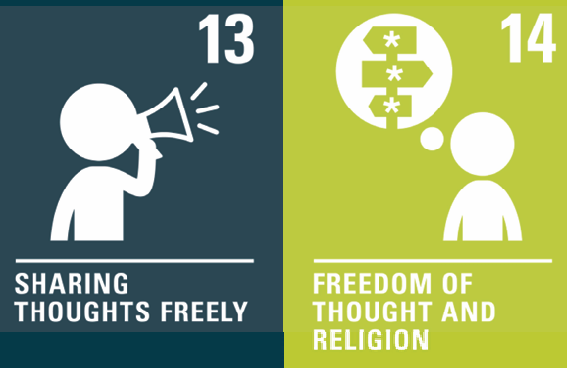 13
SHARING
THOUGHTS FREELY
14
FREEDOM OF
THOUGHT AND
RELIGION